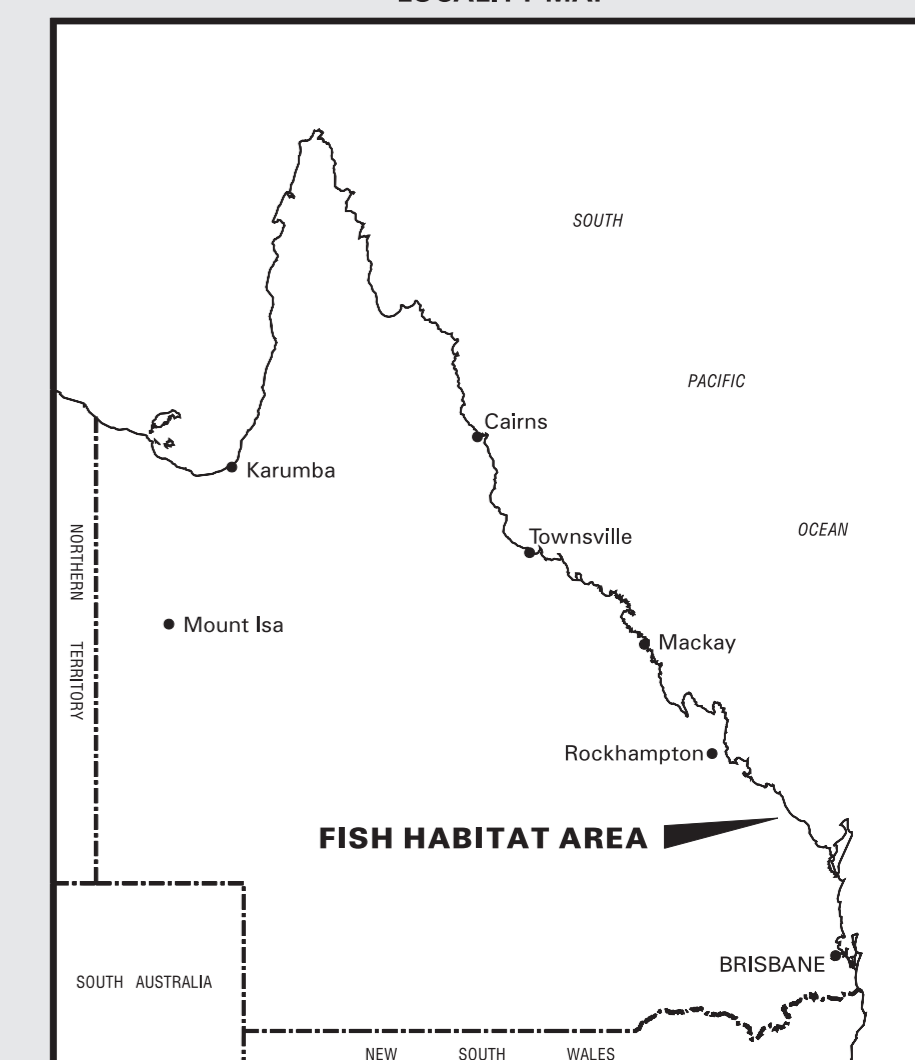 LOCALITY MAP
SOUTH
PACIFIC
Cairns
Karumba
OCEAN
Townsville
NORTHERN TERRITORY
Mount Isa
Mackay
Rockhampton
FISH HABITAT AREA
BRISBANE
SOUTH AUSTRALIA
NEW SOUTH WALES